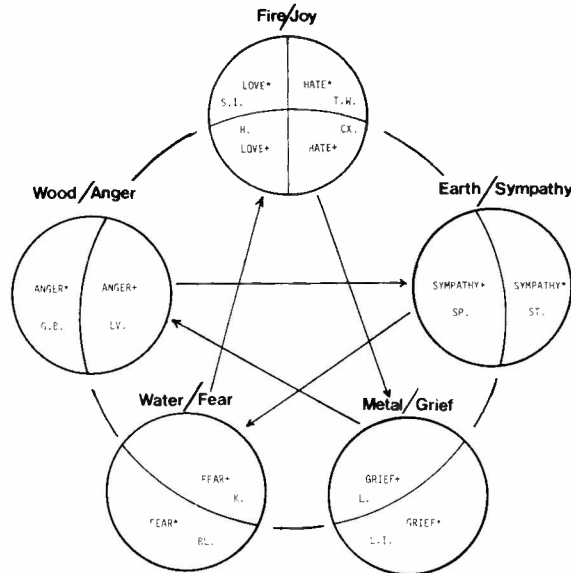 Fire/Joy
LOVE* HATE*
S.I. T.W.
H. CX.
LOVE+ HATE+
Wood/Anger
Earth/Sympathy
ANGER* ANGER+
G.B. LV.
SYMPATHY+ SYMPATHY*
SP. ST.
Water/Fear
Metal/Grief
FEAR+
K.
FEAR*
BL.
GRIEF+
L.
GRIEF*
L.I.